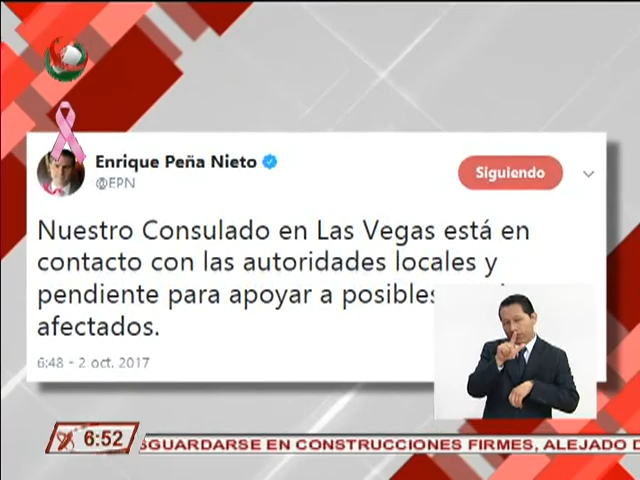 Enrique Peña Nieto
@EPN
Siguiendo
Nuestro Consulado en Las Vegas está en
contacto con las autoridades locales y
pendiente para apoyar a posibles
afectados.
6:48 - 2 oct. 2017
6:52
SGUARDARSE EN CONSTRUCCIONES FIRMES, ALEJADO D